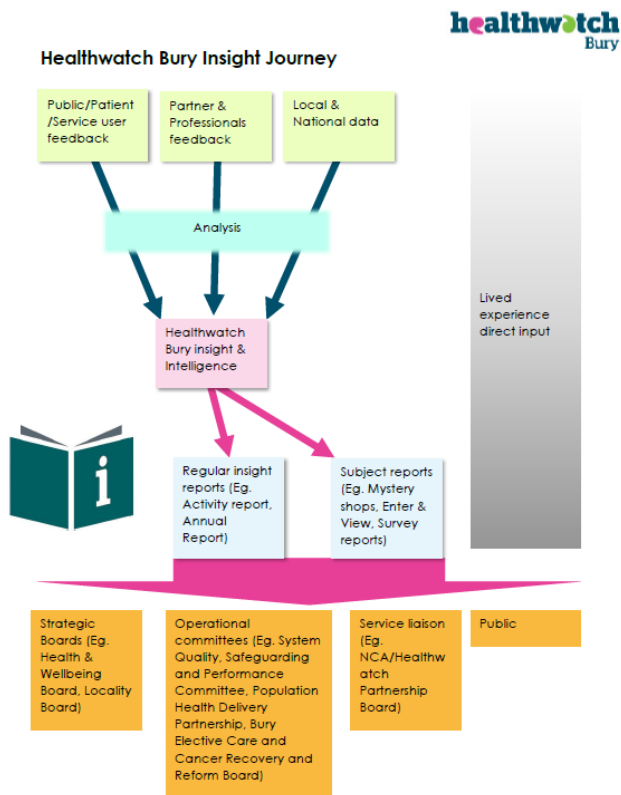 healthwatch
Bury
Healthwatch Bury Insight Journey
Public/Patient
/Service user
feedback
Partner &
Professionals
feedback
Local &
National data
Analysis
Lived
experience
direct input
Healthwatch
Bury insight &
Intelligence
i
Regular insight
reports (Eg.
Activity report,
Annual
Report)
Subject reports
(Eg. Mystery
shops, Enter &
View, Survey
reports)
Strategic
Boards (Eg.
Health &
Wellbeing
Board, Locality
Board)
Operational
committees (Eg. System
Quality, Safeguarding
and Performance
Committee, Population
Health Delivery
Partnership, Bury
Elective Care and
Cancer Recovery and
Reform Board)
Service liaison
(Eg.
NCA/Healthw
atch
Partnership
Board)
Public